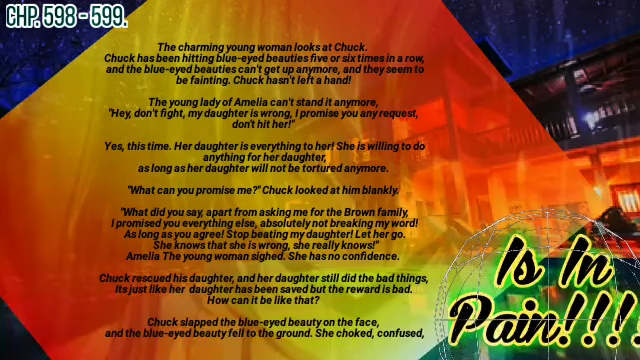 CHP. 598 - 599.
The charming young woman looks at Chuck.
Chuck has been hitting blue-eyed beauties five or six times in a row,
and the blue-eyed beauties can't get up anymore, and they seem to
be fainting. Chuck hasn't left a hand!
The young lady of Amelia can't stand it anymore,
"Hey, don't fight, my daughter is wrong, I promise you any request,
don't hit her!"
Yes, this time. Her daughter is everything to her! She is willing to do
anything for her daughter,
as long as her daughter will not be tortured anymore.
"What can you promise me?" Chuck looked at him blankly.
"What did you say, apart from asking me for the Brown family,
I promised you everything else, absolutely not breaking my word!
As long as you agree! Stop beating my daughter! Let her go.
She knows that she is wrong, she really knows!"
Amelia The young woman sighed. She has no confidence.
Chuck rescued his daughter, and her daughter still did the bad things,
Its just like her daughter has been saved but the reward is bad.
How can it be like that?
Chuck slapped the blue-eyed beauty on the face,
and the blue-eyed beauty fell to the ground. She choked, confused,
Is In
Pain!!!!